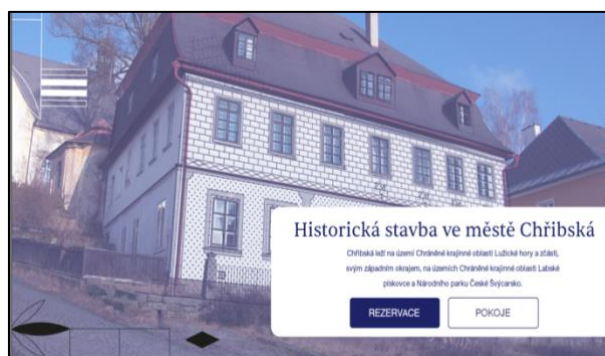 Historická stavba ve městě Chřibská
Chřibská leží na území Chráněné krajinné oblasti Lužické hory a zčásti,
svým západním okrajem, na územích Chráněné krajinné oblasti Labské
pískovce a Národního parku České Švýcarsko.
REZERVACE
POKOJE